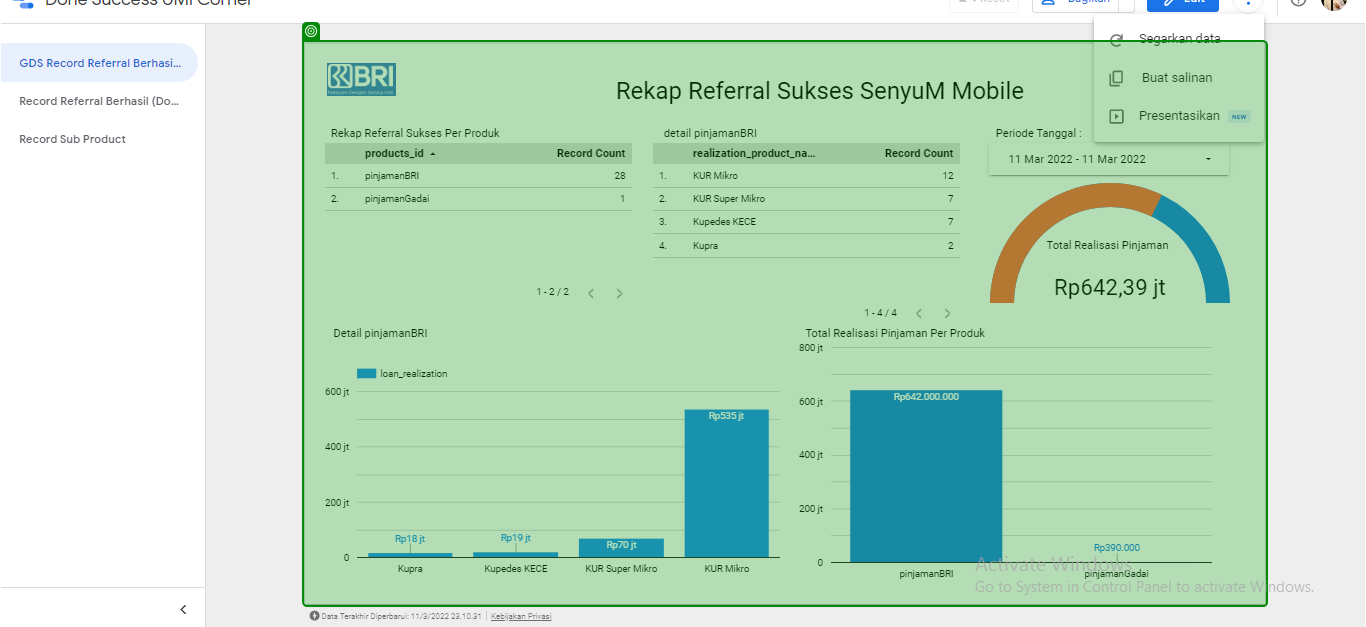 Done Success UMi Corner
Reset
Bagikan
Edit
GDS Record Referral Berhasi...
Record Referral Berhasil (Do...
Record Sub Product
Segarkan data
Buat salinan
Presentasikan NEW
BRI
Rekap Referral Sukses SenyuM Mobile
Rekap Referral Sukses Per Produk
products_id Record Count
1. pinjamanBRI 28
2. pinjamanGadai 1
1 - 2 / 2
detail pinjamanBRI
realization_product_na... Record Count
1. KUR Mikro 12
2. KUR Super Mikro 7
3. Kupedes KECE 7
4. Kupra 2
1 - 4 / 4
Periode Tanggal :
11 Mar 2022 - 11 Mar 2022
Total Realisasi Pinjaman
Rp642,39 jt
Detail pinjamanBRI
loan_realization
600 jt
400 jt
200 jt
0
Rp18 jt
Rp19 jt
Rp70 jt
Rp535 jt
Kupra
Kupedes KECE
KUR Super Mikro
KUR Mikro
Total Realisasi Pinjaman Per Produk
800 jt
600 jt
400 jt
200 jt
0
Rp642.000.000
Rp390.000
pinjamanBRI
pinjamanGadai
Activate Windows
Go to System in Control Panel to activate Windows.
Data Terakhir Diperbarui: 11/3/2022 23.10.31
Kebijakan Privasi